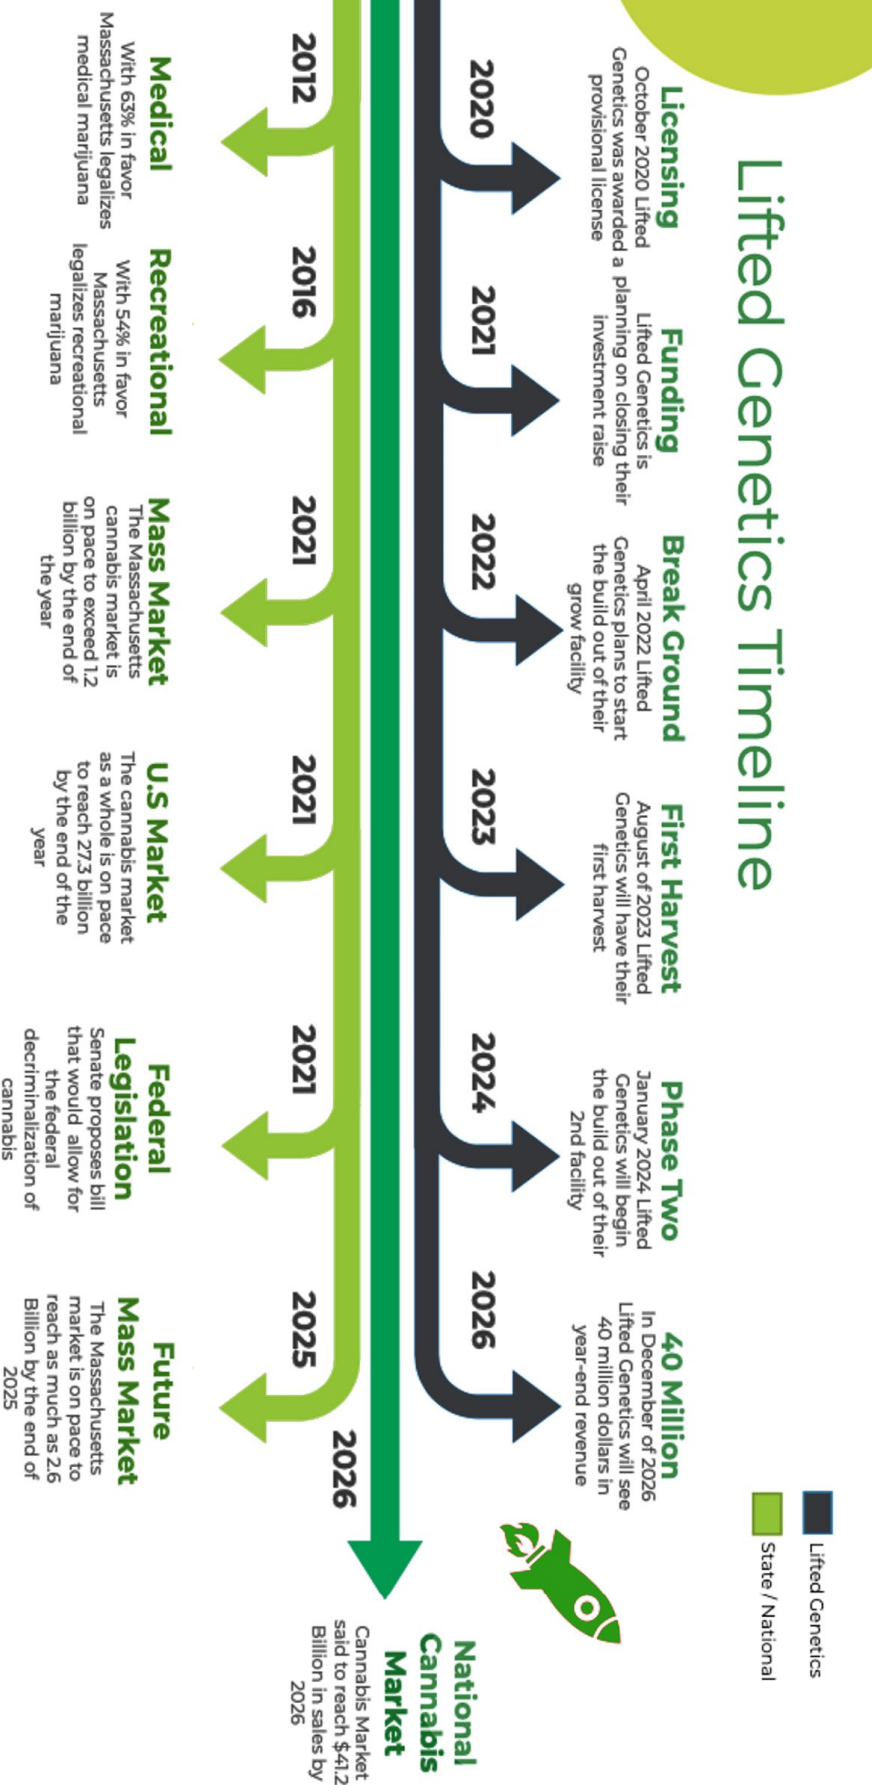 Lifted Genetics Timeline
Lifted Genetics
State / National
Licensing
October 2020 Lifted
Genetics was awarded a
provisional license
2020
Funding
Lifted Genetics is
planning on closing their
investment raise
2021
Break Ground
April 2022 Lifted
Genetics plans to start
the build out of their
grow facility
2022
First Harvest
August of 2023 Lifted
Genetics will have their
first harvest
2023
Phase Two
January 2024 Lifted
Genetics will begin
the build out of their
2nd facility
2024
40 Million
In December of 2026
Lifted Genetics will see
40 million dollars in
year-end revenue
2026
National
Cannabis
Market
Cannabis Market
said to reach $41.2
Billion in sales by
2026
2026
2012
Medical
With 63% in favor
Massachusetts legalizes
medical marijuana
2016
Recreational
With 54% in favor
Massachusetts
legalizes recreational
marijuana
2021
Mass Market
The Massachusetts
cannabis market is
on pace to exceed 1.2
billion by the end of
the year
2021
U.S Market
The cannabis market
as a whole is on pace
to reach 27.3 billion
by the end of the
year
2021
Federal
Legislation
Senate proposes bill
that would allow for
the federal
decriminalization of
cannabis
2025
Future
Mass Market
The Massachusetts
market is on pace to
reach as much as 2.6
Billion by the end of
2025